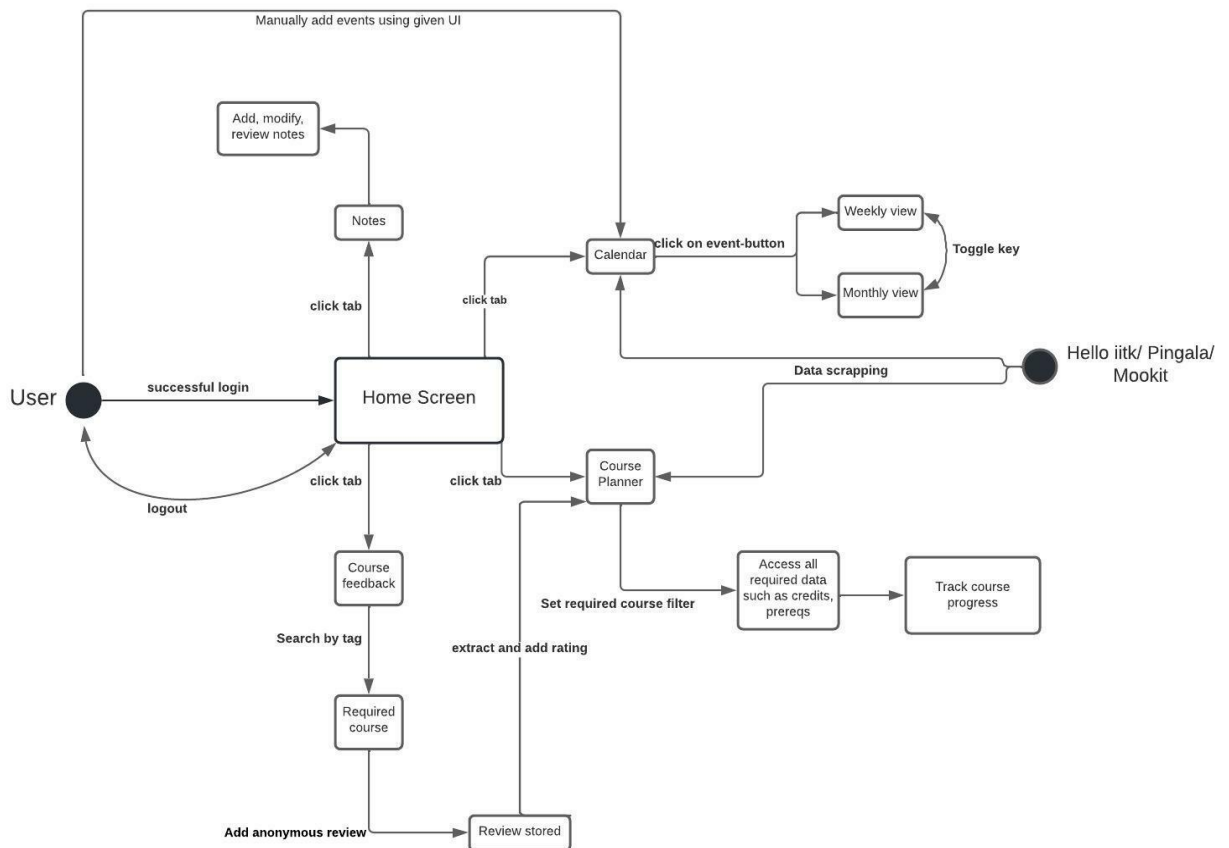 Manually add events using given UI
Add, modify,
review notes
Notes
Weekly view
click on event-button
Calendar
Toggle key
Monthly view
click tab
click tab
Hello iitk/ Pingala/
Mookit
Data scrapping
User
successful login
Home Screen
click tab
click tab
Course
Planner
logout
Course
feedback
Access all
required data
such as credits,
prereqs
Track course
progress
Set required course filter
Search by tag
extract and add rating
Required
course
Add anonymous review
Review stored